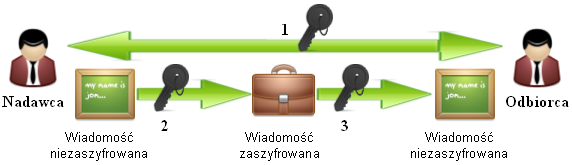 1
my name is
jon...
my name is
jon...
Nadawca
Odbiorca
2
3
Wiadomość
niezaszyfrowana
Wiadomość
zaszyfrowana
Wiadomość
niezaszyfrowana